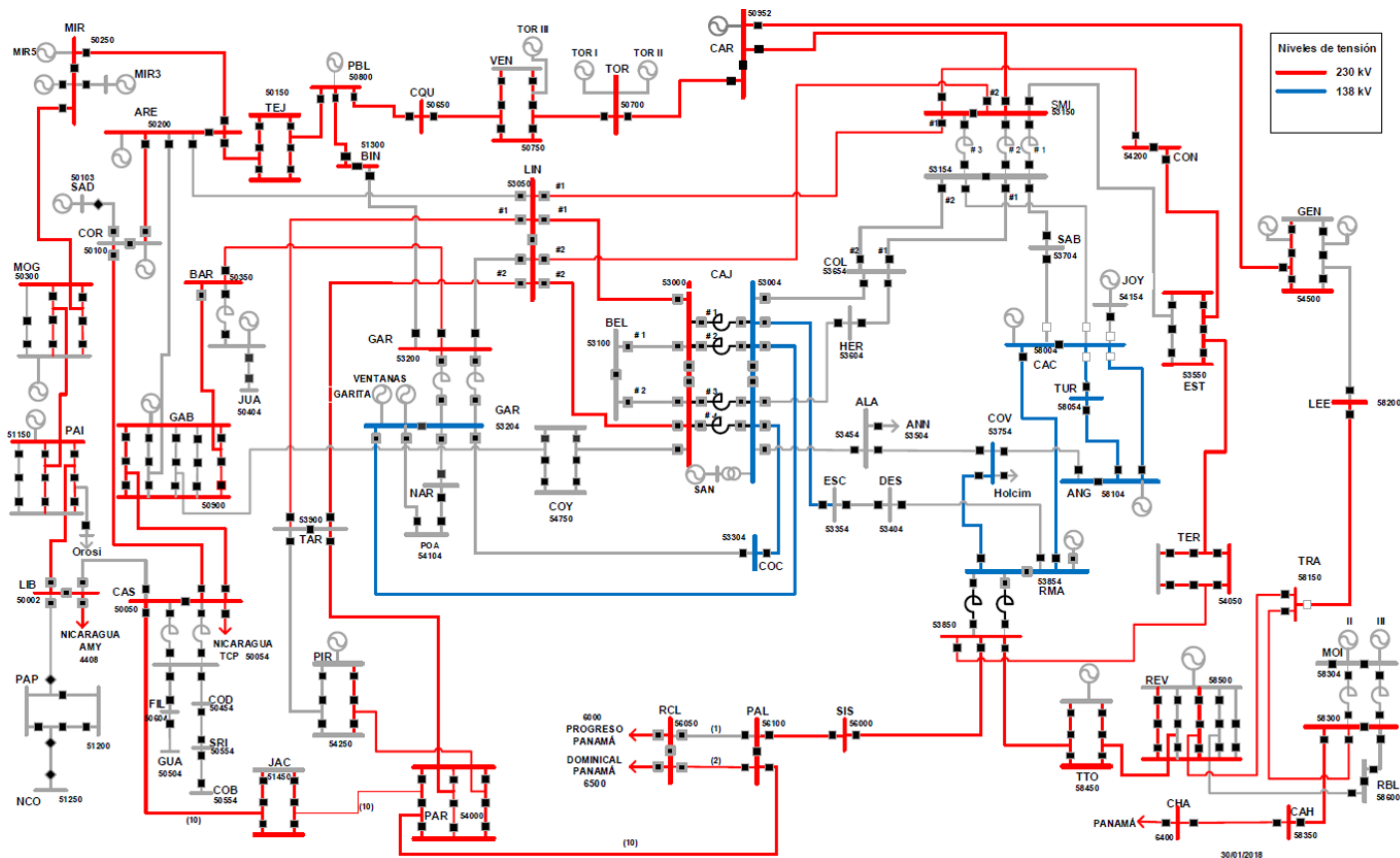 50952
CAR
Niveles de tensión
230 kV
138 kV
MIR
50250
MIR5
MIR3
PBL
50800
TOR III
VEN
50750
TOR I
TOR II
TOR
50700
CQU
50650
50150
TEJ
ARE
50200
51300
BIN
50103
SAD
COR
50100
LIN
53050
#1
#1
#1
#2
#2
#2
#2
#1
SMI
53150
# 3
# 2
# 1
53154
#2
#1
54200
CON
GEN
54500
SAB
53704
JOY
54154
COL
53654
#2
#1
HER
53604
MOG
50300
BAR
50350
JUA
50404
GAR
53200
VENTANAS
GARITA
GAR
53204
BEL
53100
# 1
# 2
53000
CAJ
53004
# 1
# 2
# 3
SAN
58004
CAC
TUR
58054
53550
EST
LEE
58200
51150
PAI
GAB
50900
ALA
53454
ANN
53504
COV
53754
Holcim
ANG
58104
NAR
POA
54104
COY
54750
ESC
53354
DES
53404
53304
COC
53854
RMA
53850
TER
54050
TRA
58150
Orosi
LIB
50002
NICARAGUA
AMY
4408
CAS
50050
NICARAGUA
TCP
50054
53900
TAR
PIR
54250
PAP
51200
NCO
51250
FIL
50604
GUA
50504
COD
50454
SRI
50554
COB
50554
JAC
51450
(10)
(10)
PAR
54000
(10)
6000
PROGRESO
PANAMÁ
DOMINICAL
PANAMÁ
6500
RCL
56050
(1)
(2)
PAL
56100
SIS
56000
TTO
58450
REV
58500
II
III
MOI
58304
58300
RBL
58600
CHA
PANAMÁ
6400
CAH
58350
30/01/2018